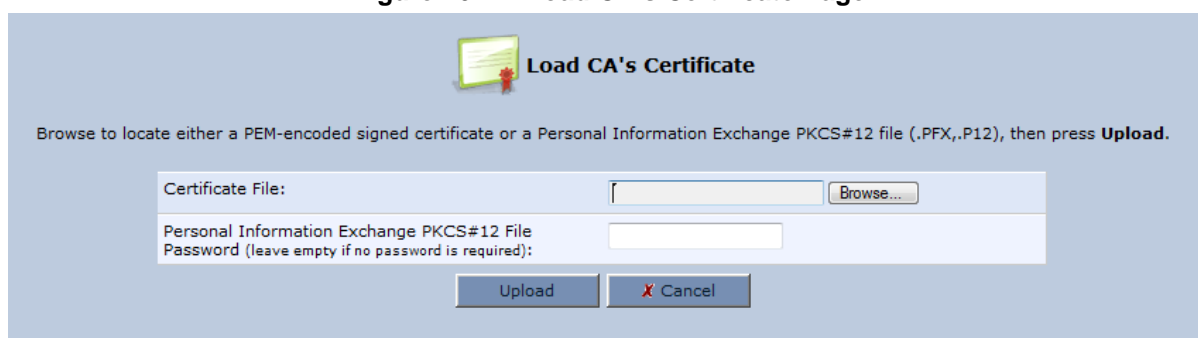 Load CA's Certificate
Browse to locate either a PEM-encoded signed certificate or a Personal Information Exchange PKCS#12 file (.PFX,.P12), then press Upload.
Certificate File:
Browse...
Personal Information Exchange PKCS#12 File
Password (leave empty if no password is required):
Upload
X Cancel